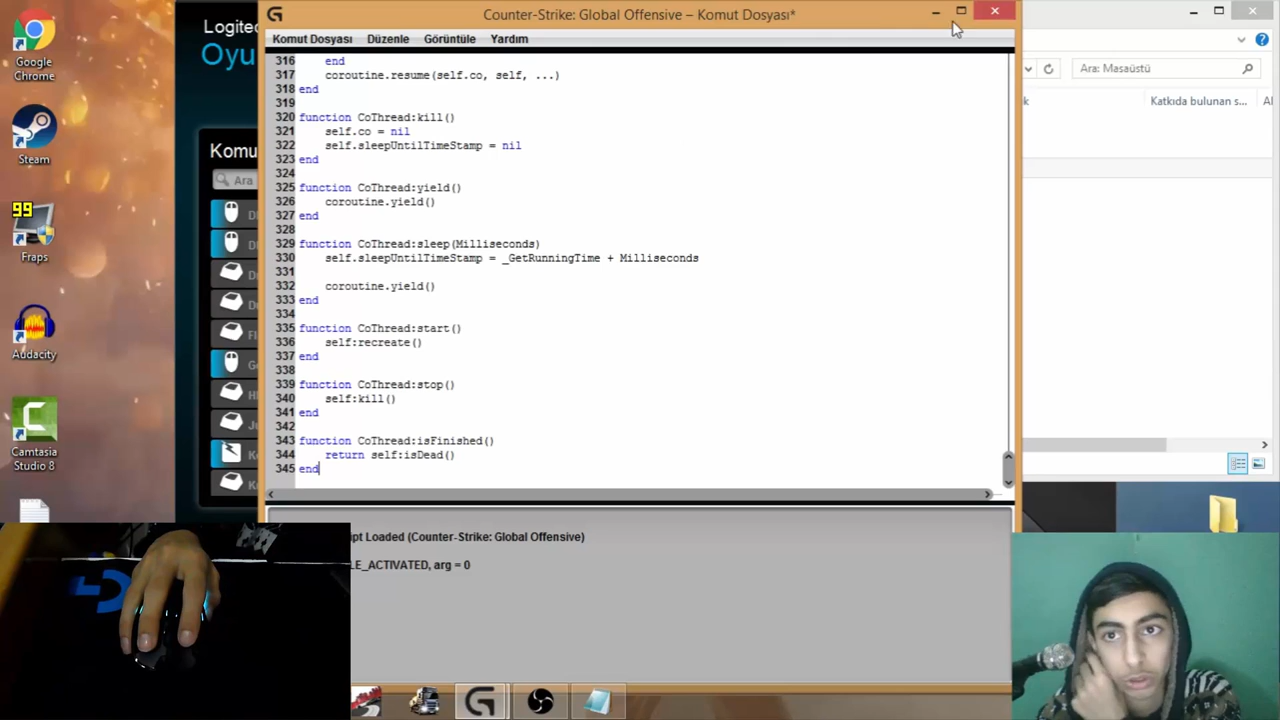 Google
Chrome
Steam
99
Fraps
Audacity
Camtasia
Studio 8
Logitec
Oyu
Komu
Ara
Counter-Strike: Global Offensive – Komut Dosyası*
Komut Dosyası Düzenle Görüntüle Yardım
316 end
317 coroutine.resume(self.co, self, ...)
318 end
319
320 function CoThread:kill()
321 self.co = nil
322 self.sleepUntilTimeStamp = nil
323 end
324
325 function CoThread:yield()
326 coroutine.yield()
327 end
328
329 function CoThread:sleep(Milliseconds)
330 self.sleepUntilTimeStamp = _GetRunningTime + Milliseconds
331
332 coroutine.yield()
333 end
334
335 function CoThread:start()
336 self:recreate()
337 end
338
339 function CoThread:stop()
340 self:kill()
341 end
342
343 function CoThread:isFinished()
344 return self:isDead()
345 end
ipt Loaded (Counter-Strike: Global Offensive)
LE_ACTIVATED, arg = 0
Ara: Masaüstü
k Katkıda bulunan s...